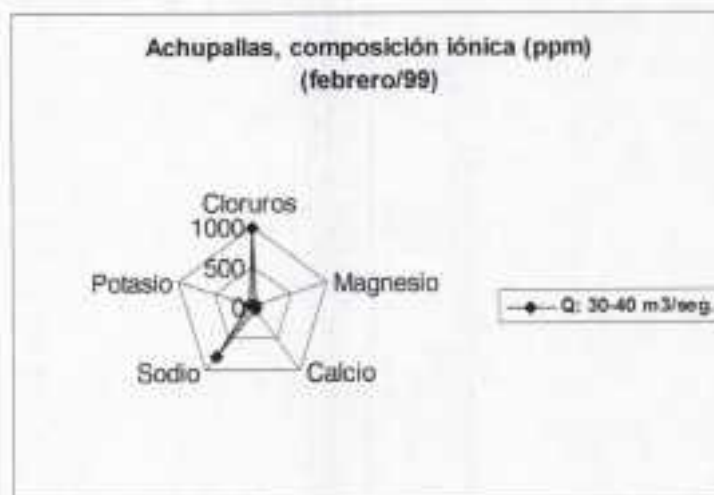 Achupallas, composición iónica (ppm)
(febrero/99)
Cloruros
1000
500
0
Potasio
Magnesio
Sodio
Calcio
Q: 30-40 m3/seg.